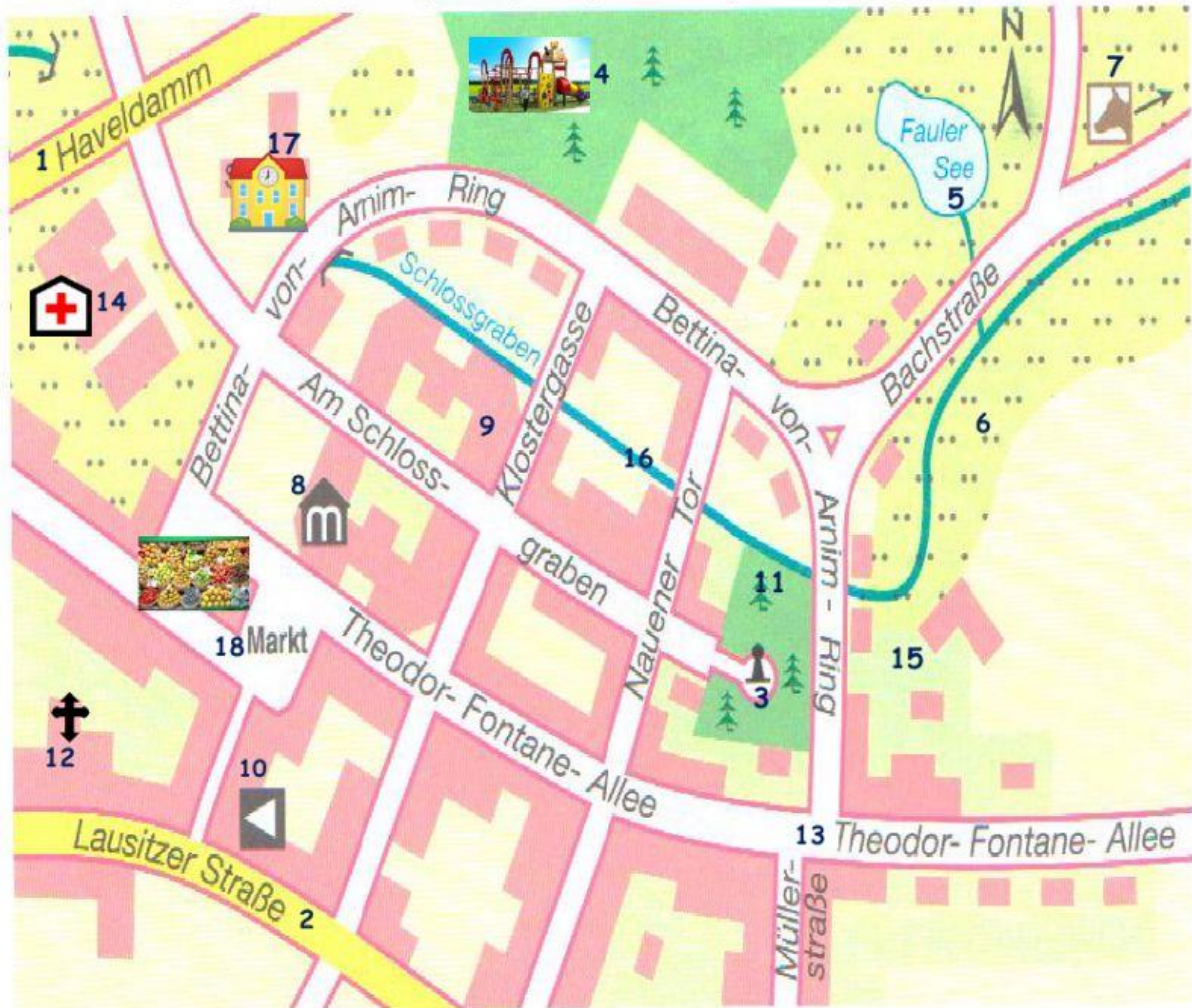 N
7
4
Haveldamm
17
1
Fauler
See
5
von-Arnim-Ring
Schlossgraben
14
Bettina-
Bachstraße
Bettina-
von-
Klostergasse
6
Am Schloss-
9
16
8
Nauener Tor
Arnim - Ring
graben
11
18 Markt
Theodor- Fontane- Allee
15
3
12
10
13
Theodor- Fontane- Allee
Lausitzer Straße
2
Müller-
straße